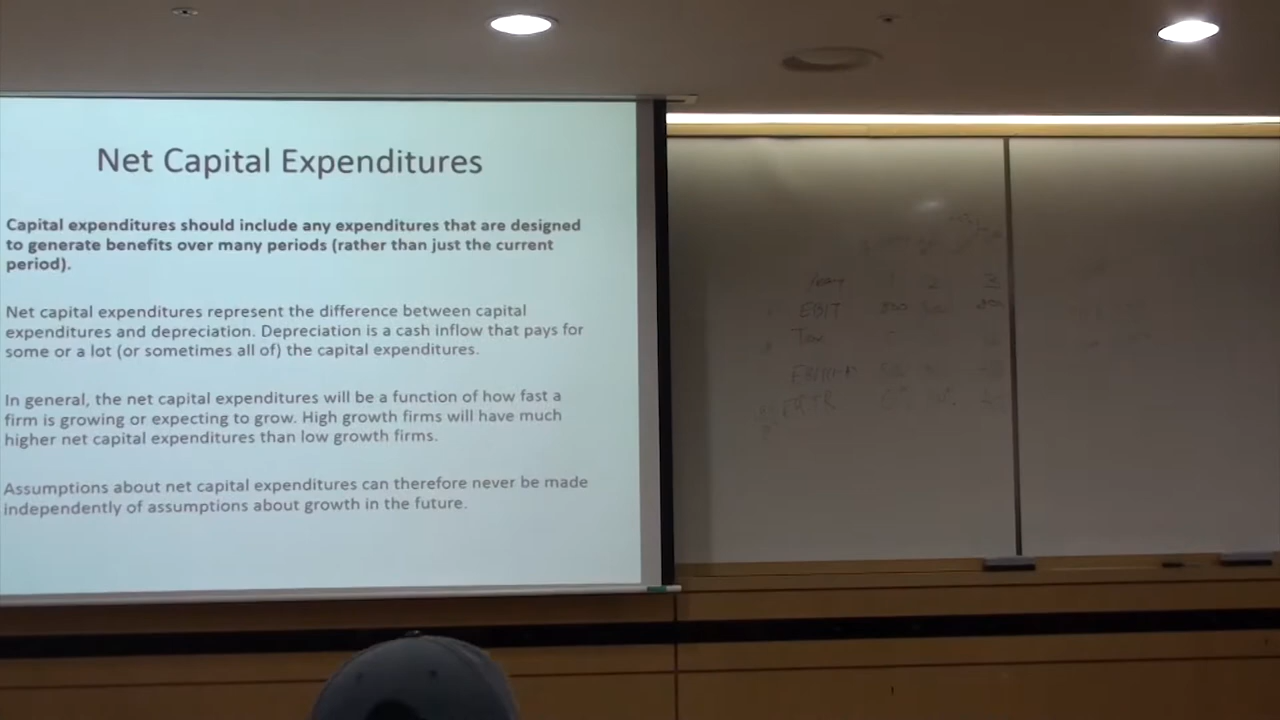 Net Capital Expenditures
Capital expenditures should include any expenditures that are designed
to generate benefits over many periods (rather than just the current
period).
Net capital expenditures represent the difference between capital
expenditures and depreciation. Depreciation is a cash inflow that pays for
some or a lot (or sometimes all of) the capital expenditures.
In general, the net capital expenditures will be a function of how fast a
firm is growing or expecting to grow. High growth firms will have much
higher net capital expenditures than low growth firms.
Assumptions about net capital expenditures can therefore never be made
independently of assumptions about growth in the future.
Year 2 3
EBIT
Tax